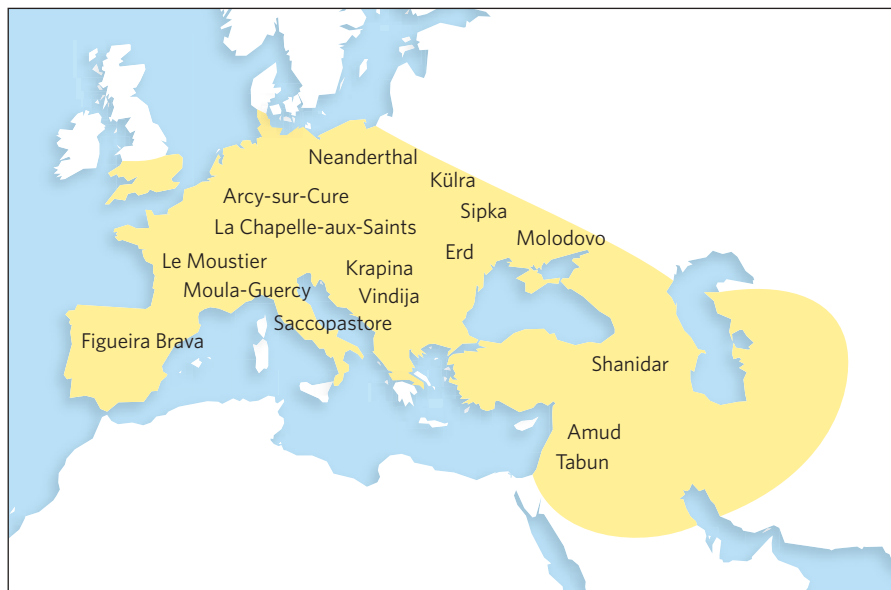 Neanderthal
Külra
Arcy-sur-Cure
Sipka
La Chapelle-aux-Saints
Molodovo
Erd
Le Moustier
Krapina
Moula-Guercy
Vindija
Saccopastore
Figueira Brava
Shanidar
Amud
Tabun